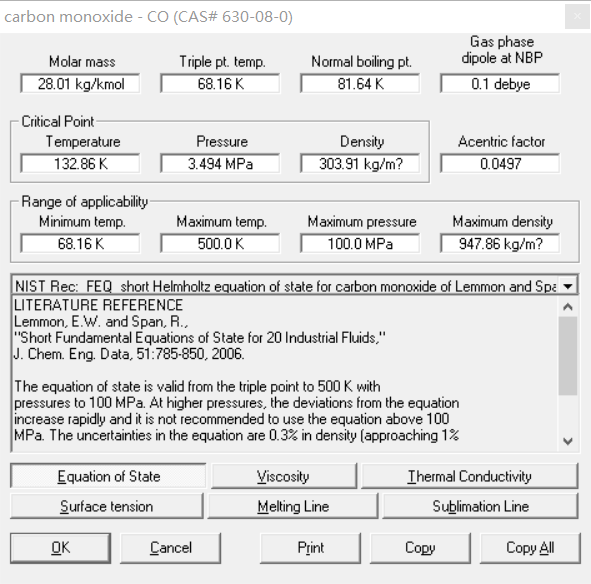 carbon monoxide - CO (CAS# 630-08-0)
Molar mass
Triple pt. temp.
Normal boiling pt.
Gas phase
dipole at NBP
28.01 kg/kmol
68.16 K
81.64 K
0.1 debye
Critical Point
Temperature
Pressure
Density
Acentric factor
132.86 K
3.494 MPa
303.91 kg/m?
0.0497
Range of applicability
Minimum temp.
Maximum temp.
Maximum pressure
Maximum density
68.16 K
500.0 K
100.0 MPa
947.86 kg/m?
NIST Rec: FEQ short Helmholtz equation of state for carbon monoxide of Lemmon and Spa
LITERATURE REFERENCE
Lemmon, E.W. and Span, R.,
"Short Fundamental Equations of State for 20 Industrial Fluids,"
J. Chem. Eng. Data, 51:785-850, 2006.
The equation of state is valid from the triple point to 500 K with
pressures to 100 MPa. At higher pressures, the deviations from the equation
increase rapidly and it is not recommended to use the equation above 100
MPa. The uncertainties in the equation are 0.3% in density (approaching 1%
Equation of State
Viscosity
Thermal Conductivity
Surface tension
Melting Line
Sublimation Line
OK
Cancel
Print
Copy
Copy All